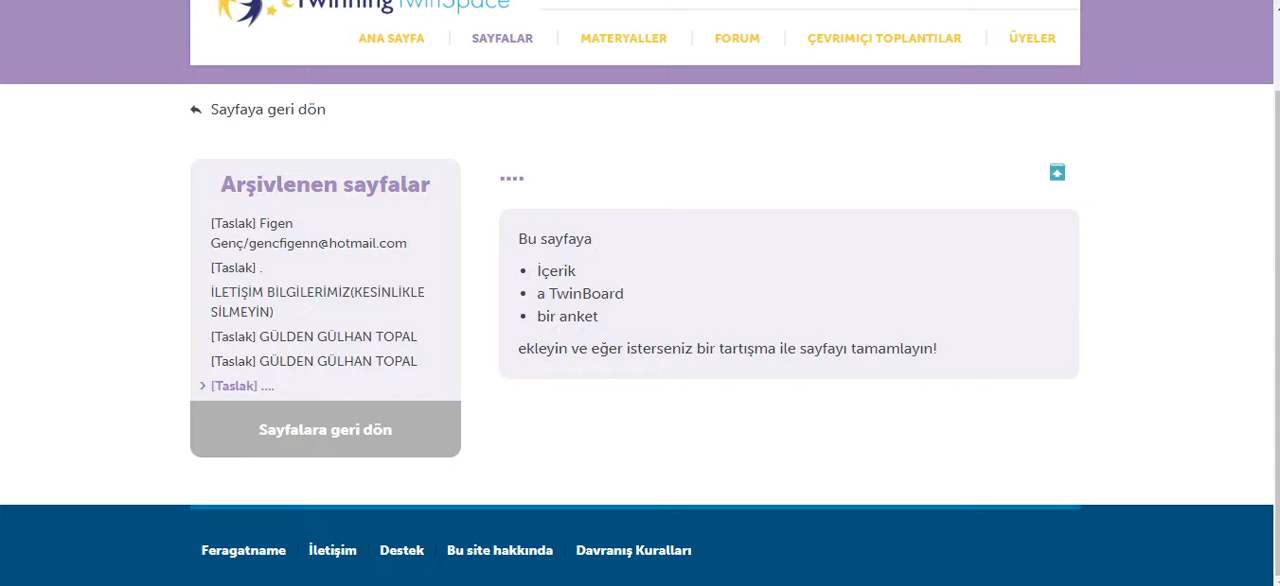 eTwinning TwinSpace
ANA SAYFA SAYFALAR MATERYALLER FORUM ÇEVRIMIÇI TOPLANTILAR ÜYELER
Sayfaya geri dön
Arşivlenen sayfalar
[Taslak] Figen
Genç/gencfigenn@hotmail.com
[Taslak] .
İLETİŞİM BİLGİLERİMİZ(KESİNLİKLE
SİLMEYİN)
[Taslak] GÜLDEN GÜLHAN TOPAL
[Taslak] GÜLDEN GÜLHAN TOPAL
[Taslak] ....
Sayfalara geri dön
....
Bu sayfaya
• İçerik
• a TwinBoard
• bir anket
ekleyin ve eğer isterseniz bir tartışma ile sayfayı tamamlayın!
Feragatname İletişim Destek Bu site hakkında Davranış Kuralları